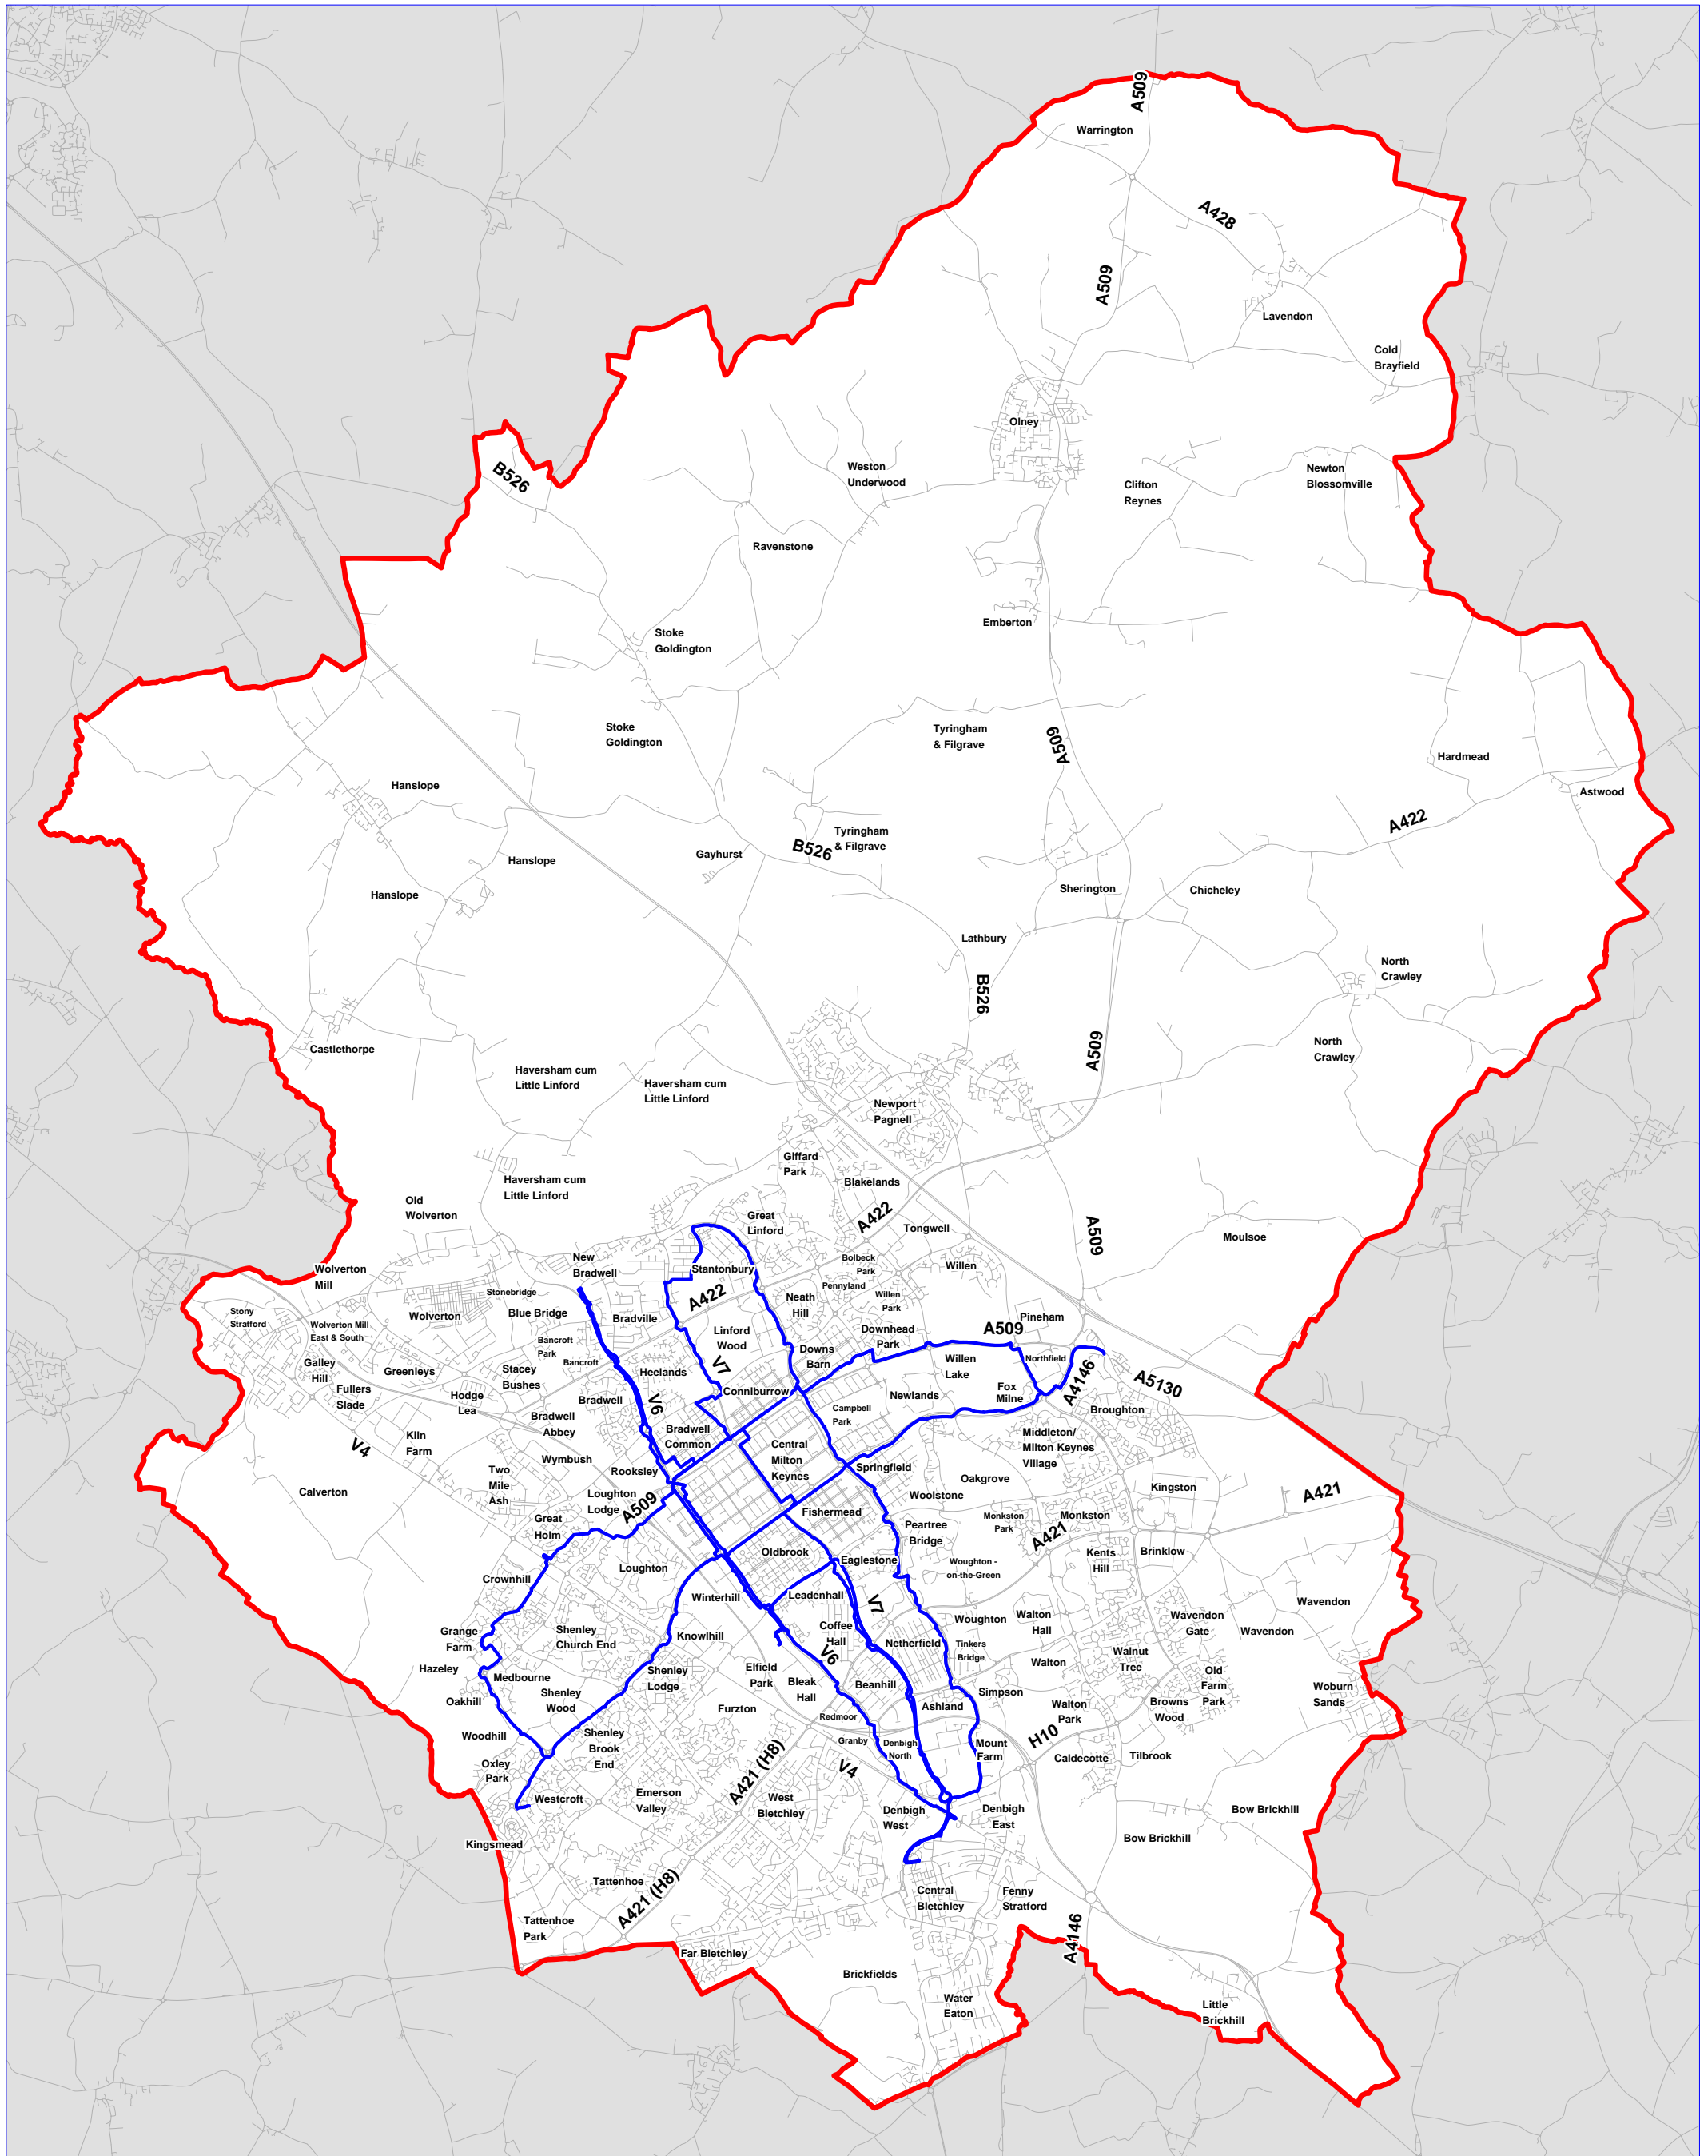 A509
Warrington
A428
A509
Lavendon
Cold
Brayfield
Olney
B526
Weston
Underwood
Clifton
Reynes
Newton
Blossomville
Ravenstone
Emberton
Stoke
Goldington
Stoke
Goldington
Tyringham
& Filgrave
A509
Hardmead
Astwood
Hanslope
A422
Tyringham
& Filgrave
B526
Gayhurst
Hanslope
Hanslope
Sherington
Chicheley
Lathbury
North
Crawley
B526
Castlethorpe
A509
North
Crawley
Haversham cum
Little Linford
Haversham cum
Little Linford
Newport
Pagnell
Giffard
Park
Blakelands
Haversham cum
Little Linford
Old
Wolverton
Great
Linford
A422
Tongwell
A509
Moulsoe
New
Bradwell
Stantonbury
Bolbeck
Park
Willen
Wolverton
Mill
Stonebridge
Pennyland
Willen
Park
Neath
Hill
A422
Stony
Stratford
Wolverton Mill
East & South
Wolverton
Blue Bridge
Bradville
Linford
Wood
Downhead
Park
A509
Pineham
Bancroft
Park
Bancroft
Downs
Barn
Galley
Hill
Greenleys
Stacey
Bushes
Heelands
V7
Willen
Lake
Northfield
A4146
A5130
Fullers
Slade
Hodge
Lea
Bradwell
V6
Conniburrow
Newlands
Fox
Milne
Campbell
Park
Broughton
Bradwell
Abbey
Bradwell
Common
V4
Kiln
Farm
Central
Milton
Keynes
Middleton/
Milton Keynes
Village
Wymbush
Rooksley
Springfield
Two
Mile
Ash
Oakgrove
Kingston
Calverton
Loughton
Lodge
A509
Woolstone
A421
Great
Holm
Fishermead
Peartree
Bridge
Monkston
Park
A421
Monkston
Oldbrook
Eaglestone
Woughton -
on-the-Green
Kents
Hill
Brinklow
Loughton
Crownhill
Winterhill
Leadenhall
V7
Woughton
Walton
Hall
Wavendon
Gate
Wavendon
Wavendon
Grange
Farm
Shenley
Church End
Knowlhill
Coffee
Hall
V6
Netherfield
Tinkers
Bridge
Walton
Walnut
Tree
Hazeley
Medbourne
Shenley
Lodge
Elfield
Park
Bleak
Hall
Beanhill
Simpson
Old
Farm
Park
Oakhill
Shenley
Wood
Ashland
Walton
Park
Browns
Wood
Woburn
Sands
Furzton
Redmoor
Woodhill
Shenley
Brook
End
Granby
Denbigh
North
Mount
Farm
H10
Caldecotte
Tilbrook
Oxley
Park
A421 (H8)
V4
Westcroft
Emerson
Valley
West
Bletchley
Denbigh
West
Denbigh
East
Bow Brickhill
Bow Brickhill
Kingsmead
Tattenhoe
A421 (H8)
Central
Bletchley
Fenny
Stratford
Tattenhoe
Park
A4146
Far Bletchley
Brickfields
Water
Eaton
Little
Brickhill